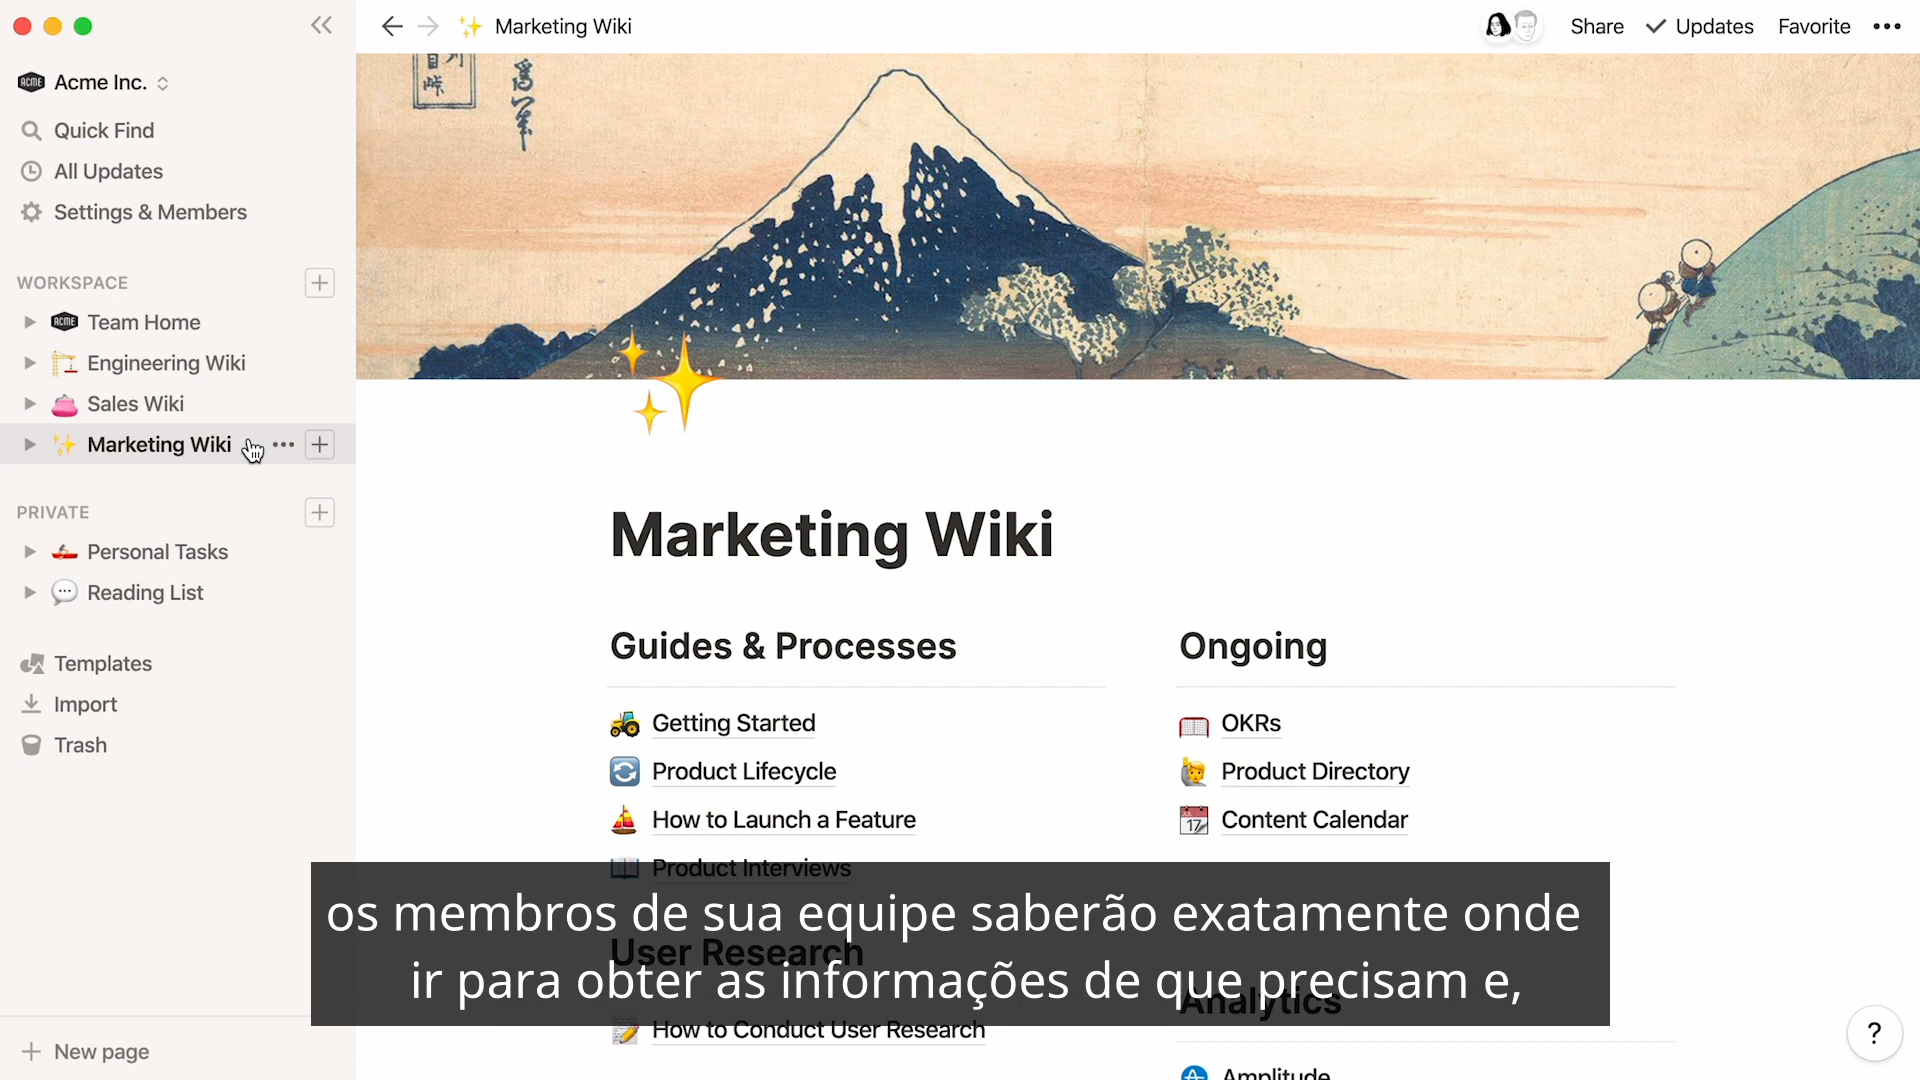 Marketing Wiki
Share
Updates
Favorite
ACME
Acme Inc.
Quick Find
All Updates
Settings & Members
WORKSPACE
ACME
Team Home
Engineering Wiki
Sales Wiki
Marketing Wiki
PRIVATE
Personal Tasks
Reading List
Templates
Import
Trash
New page
Marketing Wiki
Guides & Processes
Getting Started
Product Lifecycle
How to Launch a Feature
Product Interviews
User Research
How to Conduct User Research
Ongoing
OKRs
Product Directory
17
Content Calendar
Analytics
Amplitude
os membros de sua equipe saberão exatamente onde
ir para obter as informações de que precisam e,
?